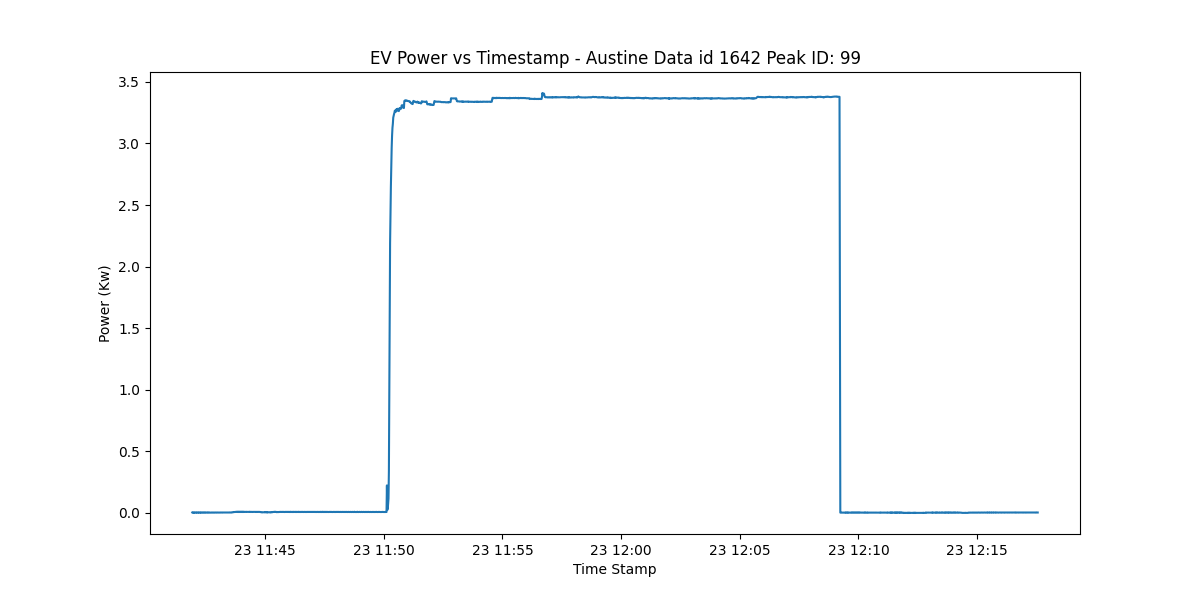 EV Power vs Timestamp - Austine Data id 1642 Peak ID: 99
3.5
3.0
2.5
2.0
1.5
1.0
0.5
0.0
Power (Kw)
23 11:45 23 11:50 23 11:55 23 12:00 23 12:05 23 12:10 23 12:15
Time Stamp